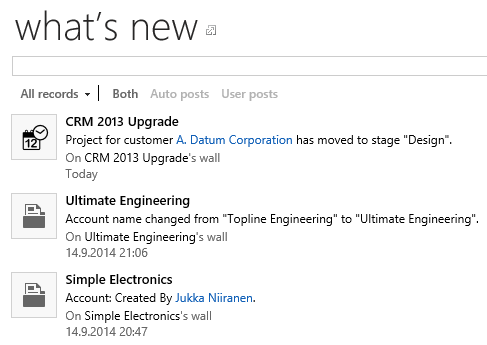 what's new
All records Both Auto posts User posts
CRM 2013 Upgrade
12
Project for customer A. Datum Corporation has moved to stage "Design".
On CRM 2013 Upgrade's wall
Today
Ultimate Engineering
Account name changed from "Topline Engineering" to "Ultimate Engineering".
On Ultimate Engineering's wall
14.9.2014 21:06
Simple Electronics
Account: Created By Jukka Niiranen.
On Simple Electronics's wall
14.9.2014 20:47